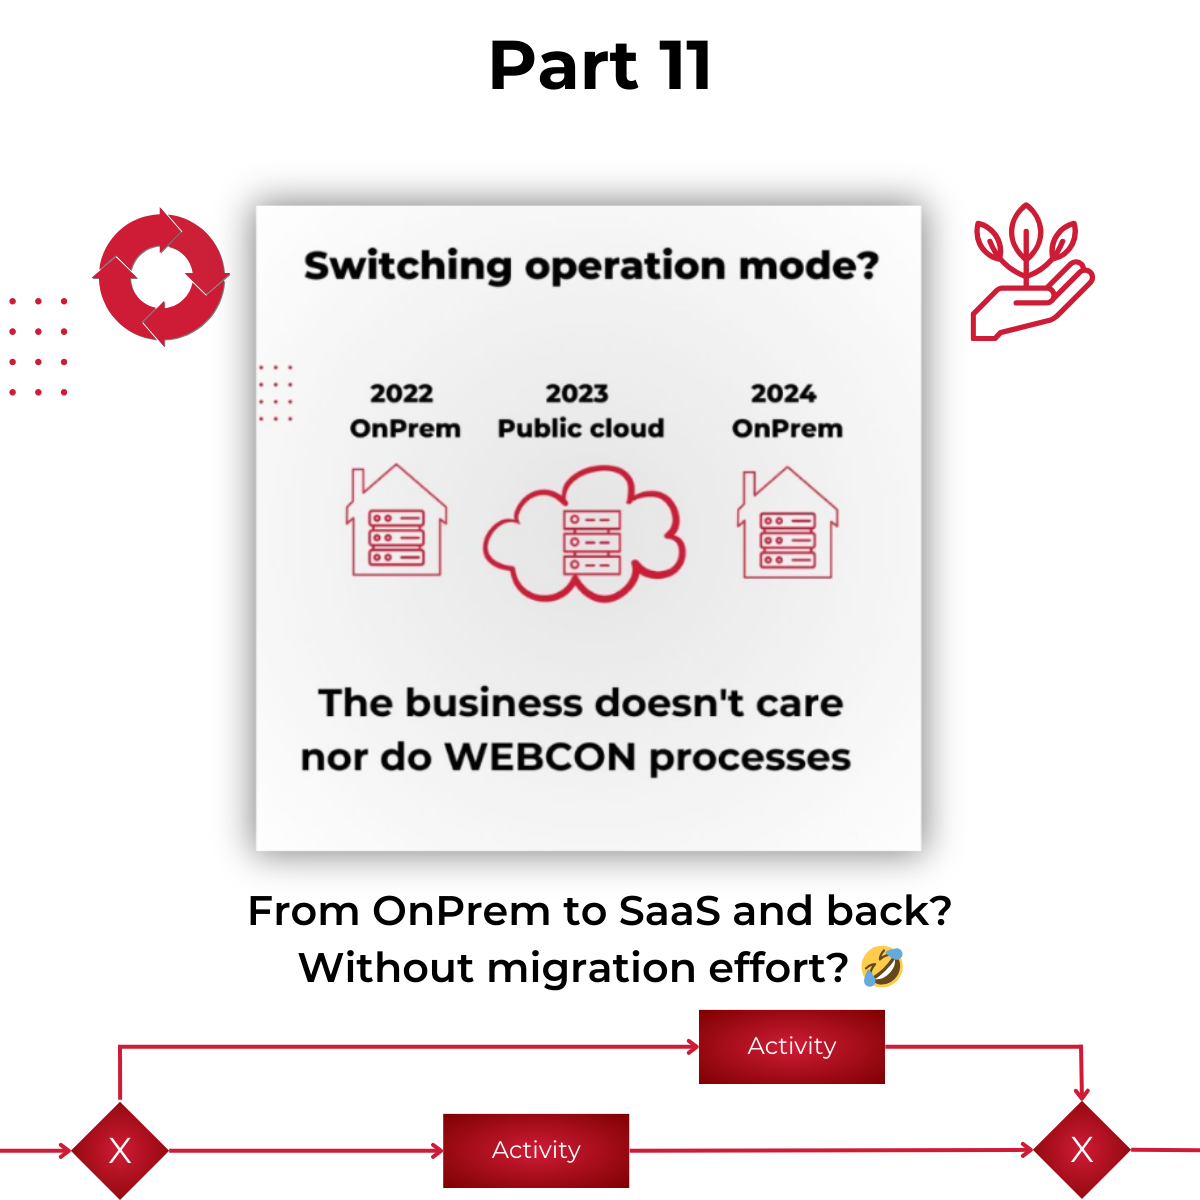 Part 11
Switching operation mode?
2022
OnPrem
2023
Public cloud
2024
OnPrem
The business doesn't care
nor do WEBCON processes
From OnPrem to SaaS and back?
Without migration effort? 🤣
Activity
X
Activity
X